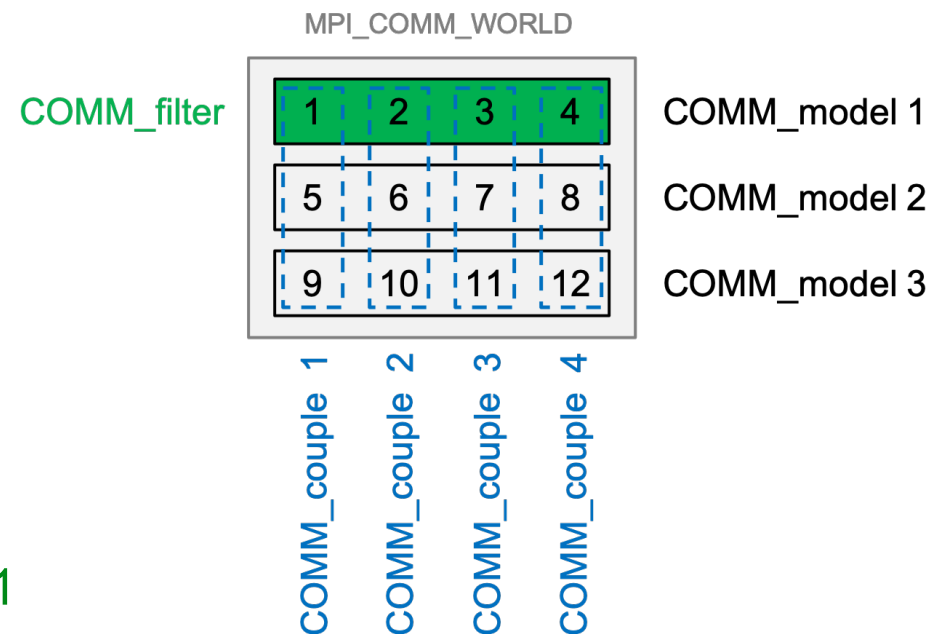 MPI_COMM_WORLD
COMM_filter 1 2 3 4 COMM_model 1
5 6 7 8 COMM_model 2
9 10 11 12 COMM_model 3
COMM_couple 1
COMM_couple 2
COMM_couple 3
COMM_couple 4
1